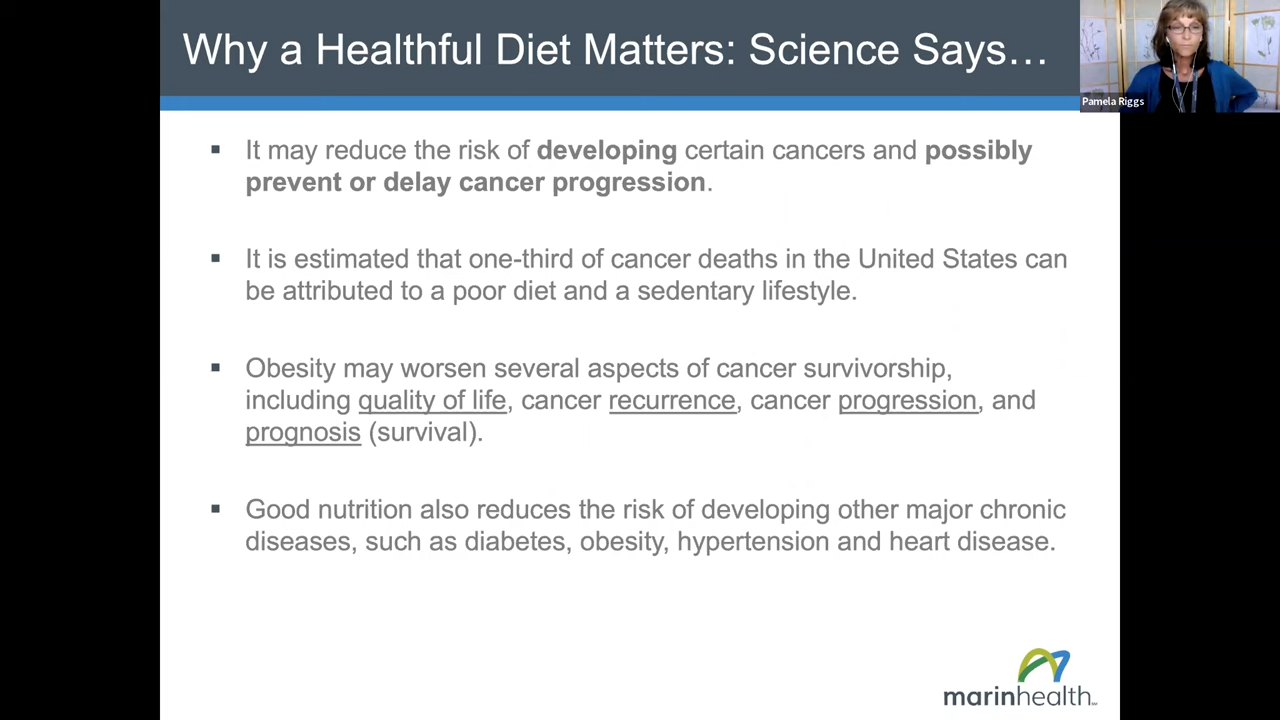 Why a Healthful Diet Matters: Science Says…
Pamela Riggs
▪ It may reduce the risk of developing certain cancers and possibly
prevent or delay cancer progression.
▪ It is estimated that one-third of cancer deaths in the United States can
be attributed to a poor diet and a sedentary lifestyle.
▪ Obesity may worsen several aspects of cancer survivorship,
including quality of life, cancer recurrence, cancer progression, and
prognosis (survival).
▪ Good nutrition also reduces the risk of developing other major chronic
diseases, such as diabetes, obesity, hypertension and heart disease.
marinhealth